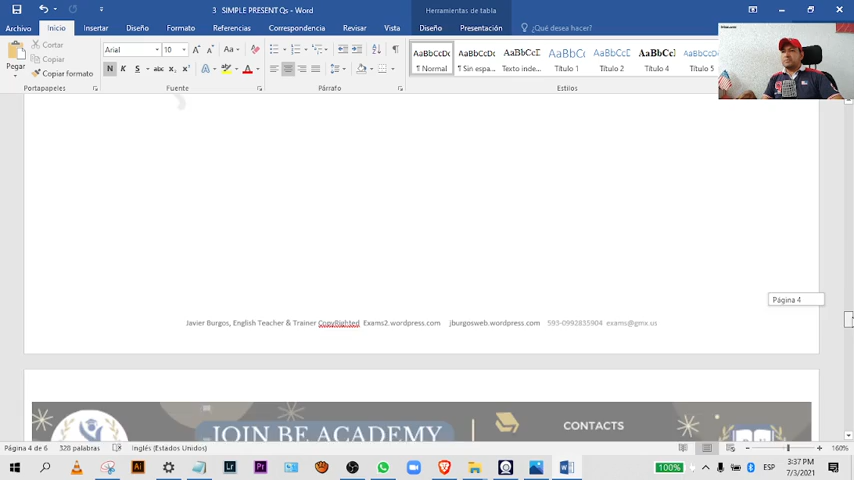 3 SIMPLE PRESENT Qs - Word
Herramientas de tabla
Archivo Inicio Insertar Diseño Formato Referencias Correspondencia Revisar Vista Diseño Presentación ¿Qué desea hacer?
Pegar
Cortar
Copiar
Copiar formato
Portapapeles
Arial 10
N K S abc
Fuente
Párrafo
AaBbCcDc AaBbCcDc AaBbCcD AaBbCcD AaBbCcD AaBbCc
¶ Normal ¶ Sin espa... Texto inde... Título 1 Título 2 Título 4 Título 5
Estilos
Página 4
Javier Burgos, English Teacher & Trainer CopyRighted Exams2.wordpress.com jburgosweb.wordpress.com 593-0992835904 exams@gmx.us
JOIN BE ACADEMY
CONTACTS
Página 4 de 6 328 palabras Inglés (Estados Unidos) 160%
100% ESP 3:37 PM
7/3/2021